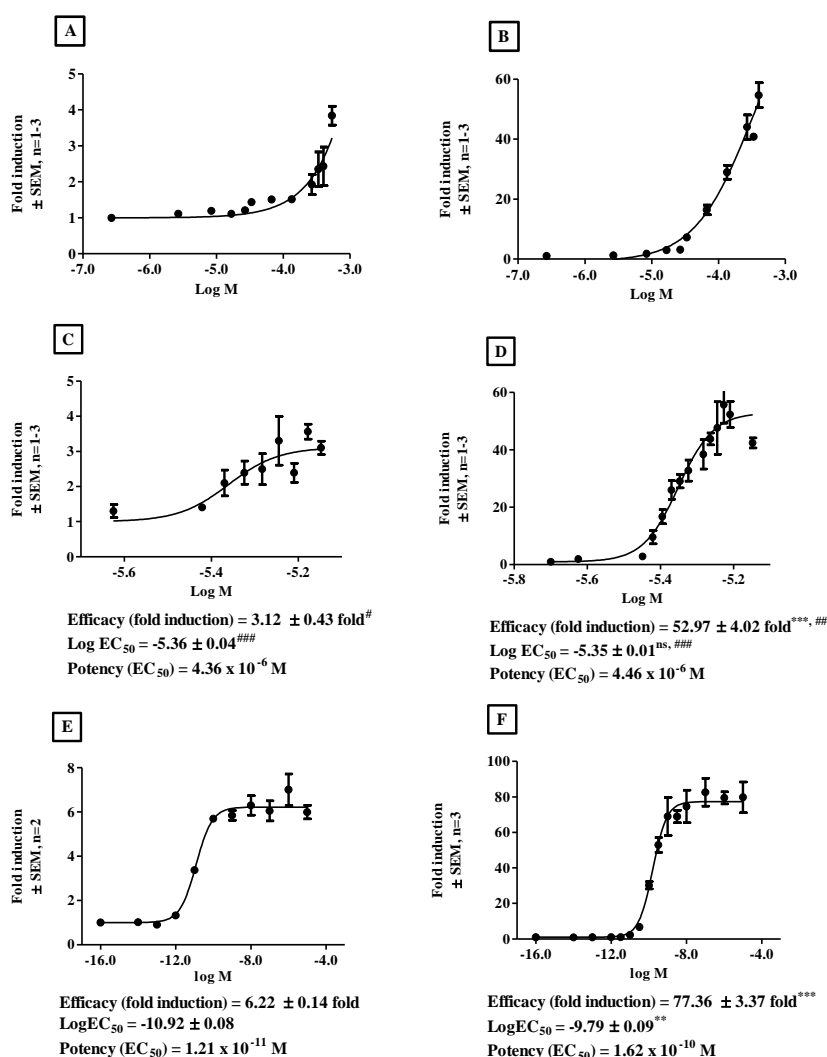 A
Fold induction
± SEM, n=1-3
5
4
3
2
1
0
-7.0 -6.0 -5.0 -4.0 -3.0
Log M
B
Fold induction
± SEM, n=1-3
60
40
20
0
-7.0 -6.0 -5.0 -4.0 -3.0
Log M
C
Fold induction
± SEM, n=1-3
5
4
3
2
1
0
-5.6 -5.4 -5.2
Log M
Efficacy (fold induction) = 3.12 ± 0.43 fold#
Log EC50 = -5.36 ± 0.04###
Potency (EC50) = 4.36 x 10-6 M
D
Fold induction
± SEM, n=1-3
60
40
20
0
-5.8 -5.6 -5.4 -5.2
Log M
Efficacy (fold induction) = 52.97 ± 4.02 fold***, ##
Log EC50 = -5.35 ± 0.01ns, ###
Potency (EC50) = 4.46 x 10-6 M
E
Fold induction
± SEM, n=2
8
6
4
2
0
-16.0 -12.0 -8.0 -4.0
log M
Efficacy (fold induction) = 6.22 ± 0.14 fold
LogEC50 = -10.92 ± 0.08
Potency (EC50) = 1.21 x 10-11 M
F
Fold induction
± SEM, n=3
100
80
60
40
20
0
-16.0 -12.0 -8.0 -4.0
log M
Efficacy (fold induction) = 77.36 ± 3.37 fold***
LogEC50 = -9.79 ± 0.09**
Potency (EC50) = 1.62 x 10-10 M